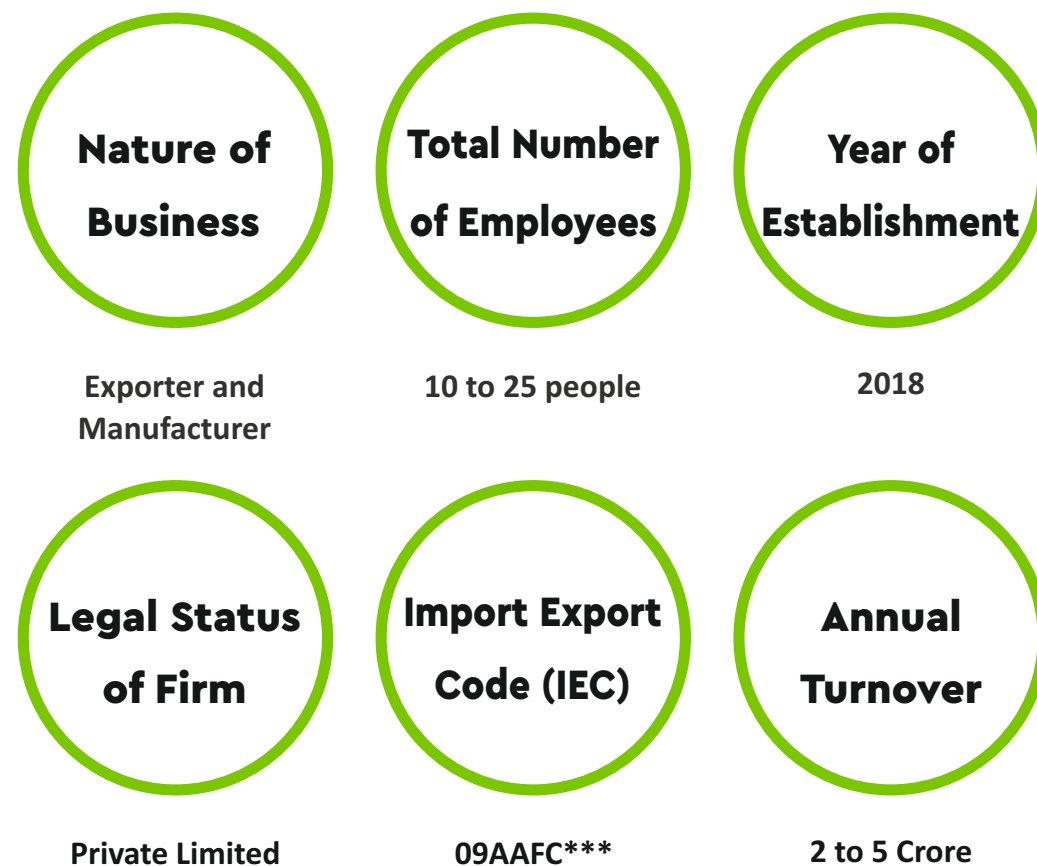 Nature of
Business
Total Number
of Employees
Year of
Establishment
Exporter and
Manufacturer
10 to 25 people
2018
Legal Status
of Firm
Import Export
Code (IEC)
Annual
Turnover
Private Limited
09AAFC***
2 to 5 Crore